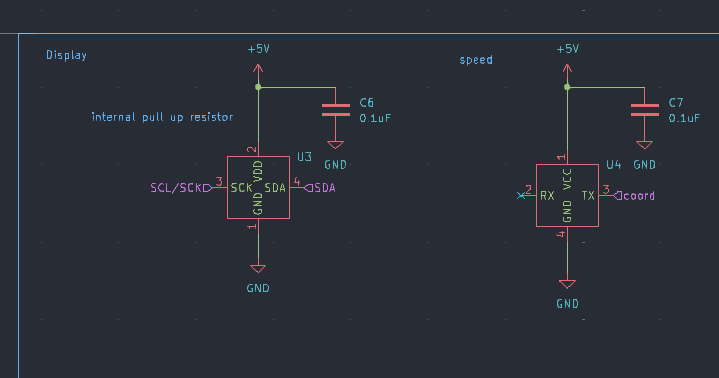 Display
+5V
internal pull up resistor
C6
0.1uF
GND
2
U3
VDD
SCL/SCK
3
SCK
SDA
4
SDA
GND
1
GND
speed
+5V
C7
0.1uF
GND
1
U4
VCC
2
RX
TX
3
coord
GND
4
GND